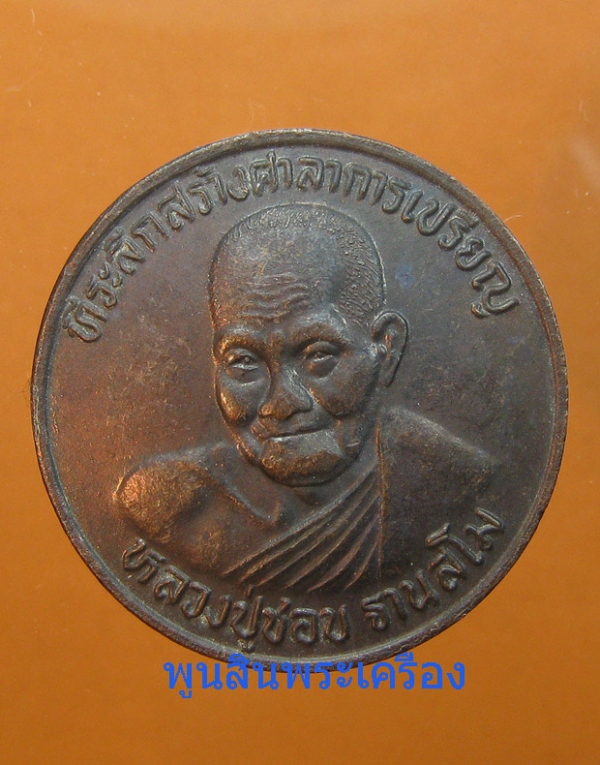 ที่ระลึกสร้างศาลาการเปรียญ
หลวงปู่ชอบ ฐานสโม
พูนสินพระเครื่อง